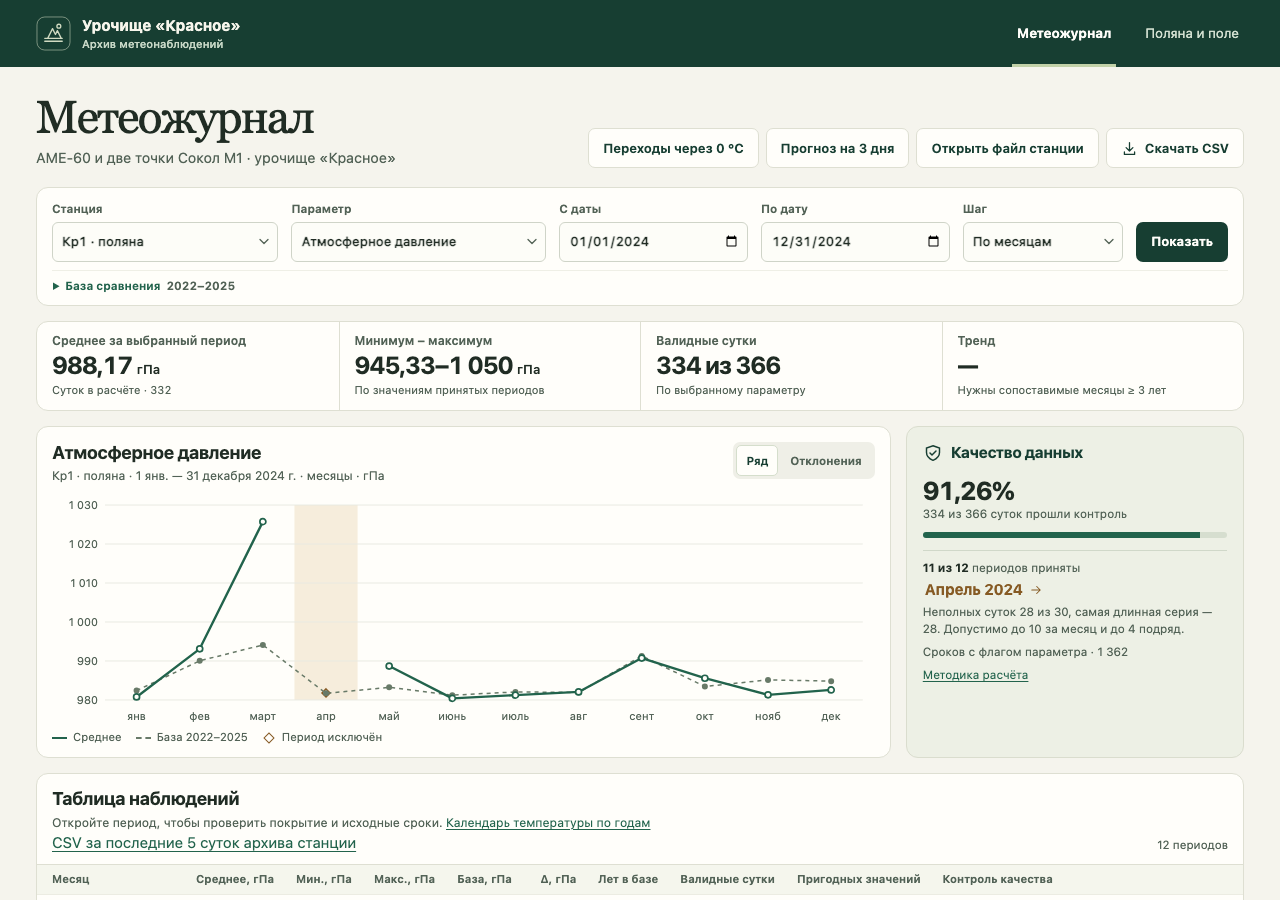 Урочище «Красное»
Архив метеонаблюдений
Метеожурнал
Поляна и поле
Метеожурнал
АМЕ-60 и две точки Сокол М1 · урочище «Красное»
Переходы через 0 °C
Прогноз на 3 дня
Открыть файл станции
Скачать CSV
Станция
Параметр
С даты
По дату
Шаг
Кр1 · поляна
Атмосферное давление
01/01/2024
12/31/2024
По месяцам
Показать
База сравнения 2022–2025
Среднее за выбранный период
988,17 гПа
Суток в расчёте · 332
Минимум – максимум
945,33–1 050 гПа
По значениям принятых периодов
Валидные сутки
334 из 366
По выбранному параметру
Тренд
—
Нужны сопоставимые месяцы ≥ 3 лет
Атмосферное давление
Кр1 · поляна · 1 янв. — 31 декабря 2024 г. · месяцы · гПа
Ряд
Отклонения
1 030
1 020
1 010
1 000
990
980
янв фев март апр май июнь июль авг сент окт нояб дек
Среднее База 2022–2025 Период исключён
Качество данных
91,26%
334 из 366 суток прошли контроль
11 из 12 периодов приняты
Апрель 2024 →
Неполных суток 28 из 30, самая длинная серия —
28. Допустимо до 10 за месяц и до 4 подряд.
Сроков с флагом параметра · 1 362
Методика расчёта
Таблица наблюдений
Откройте период, чтобы проверить покрытие и исходные сроки. Календарь температуры по годам
CSV за последние 5 суток архива станции
12 периодов
Месяц Среднее, гПа Мин., гПа Макс., гПа База, гПа Δ, гПа Лет в базе Валидные сутки Пригодных значений Контроль качества